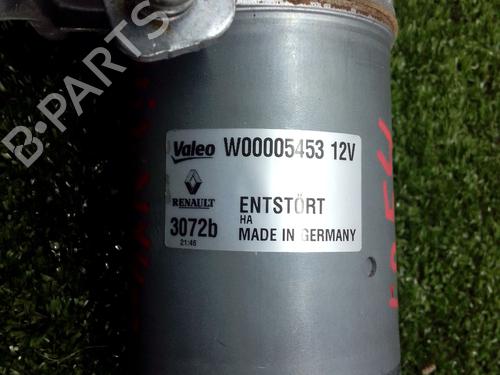 B-PARTS
Valeo W00005453 12V
RENAULT ENTSTÖRT
HA
3072b MADE IN GERMANY
21:46